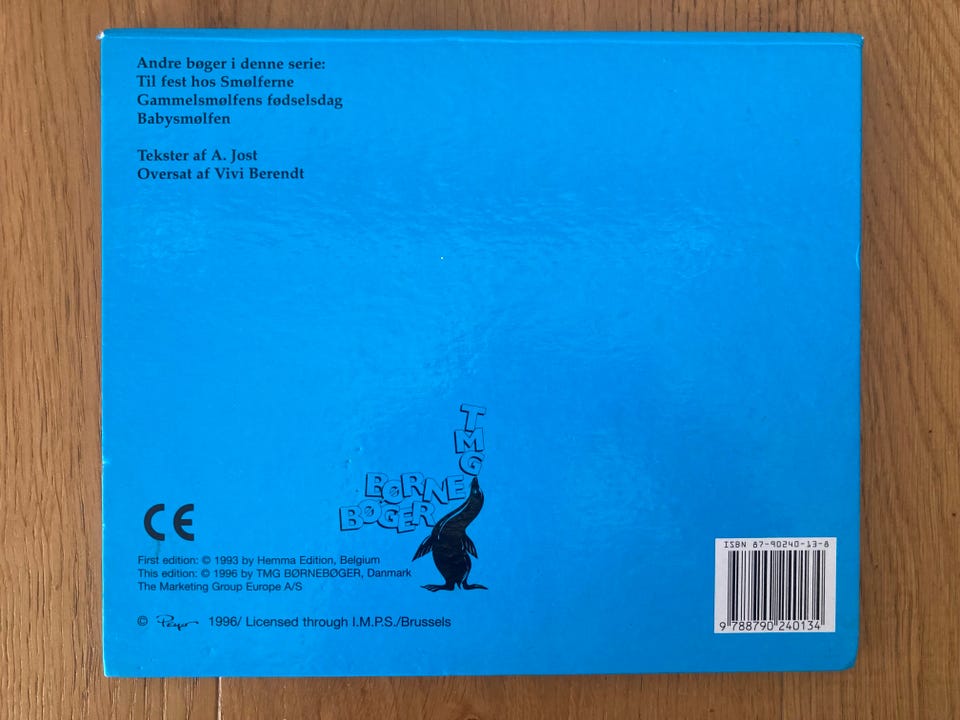 Andre bøger i denne serie:
Til fest hos Smølferne
Gammelsmølfens fødselsdag
Babysmølfen
Tekster af A. Jost
Oversat af Vivi Berendt
TMG
BØRNE
BØGER
CE
First edition: © 1993 by Hemma Edition, Belgium
This edition: © 1996 by TMG BØRNEBØGER, Danmark
The Marketing Group Europe A/S
© Peyo 1996/ Licensed through I.M.P.S./Brussels
ISBN 87-90240-13-8
9 788790 240134